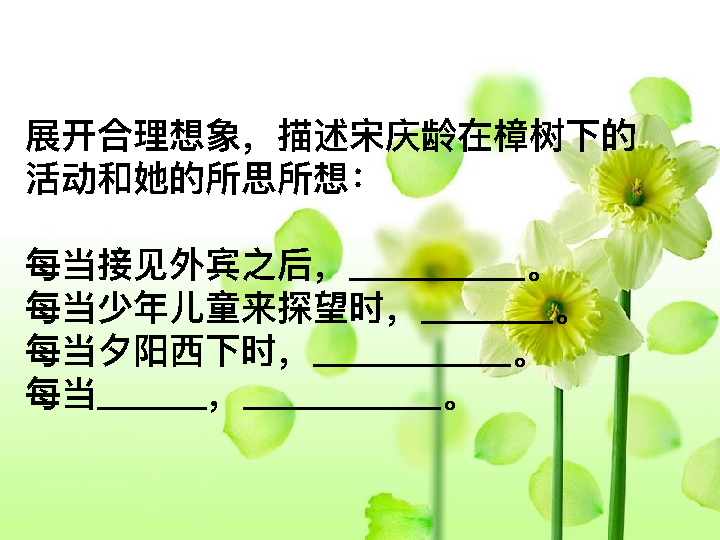 展开合理想象，描述宋庆龄在樟树下的
活动和她的所思所想：
每当接见外宾之后，__________。
每当少年儿童来探望时，________。
每当夕阳西下时，___________。
每当______，___________。